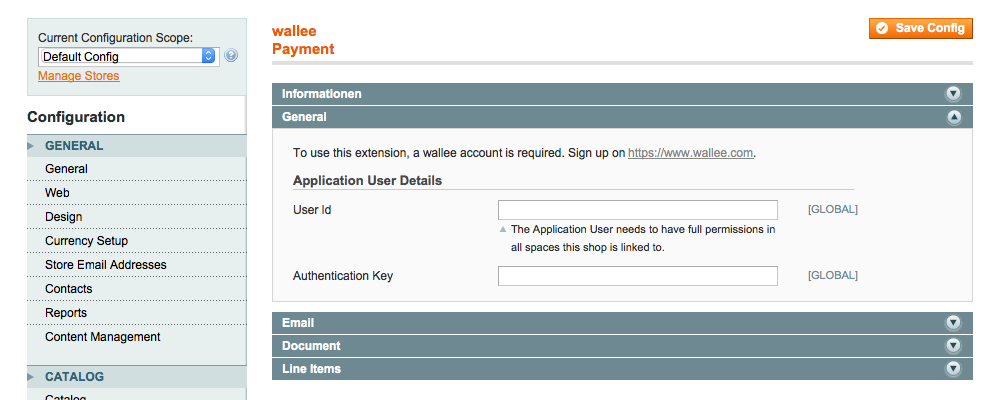 Current Configuration Scope:
Default Config
Manage Stores
Configuration
GENERAL
General
Web
Design
Currency Setup
Store Email Addresses
Contacts
Reports
Content Management
CATALOG
Catalog
wallee
Payment
Save Config
Informationen
General
To use this extension, a wallee account is required. Sign up on https://www.wallee.com.
Application User Details
User Id
[GLOBAL]
The Application User needs to have full permissions in
all spaces this shop is linked to.
Authentication Key
[GLOBAL]
Email
Document
Line Items